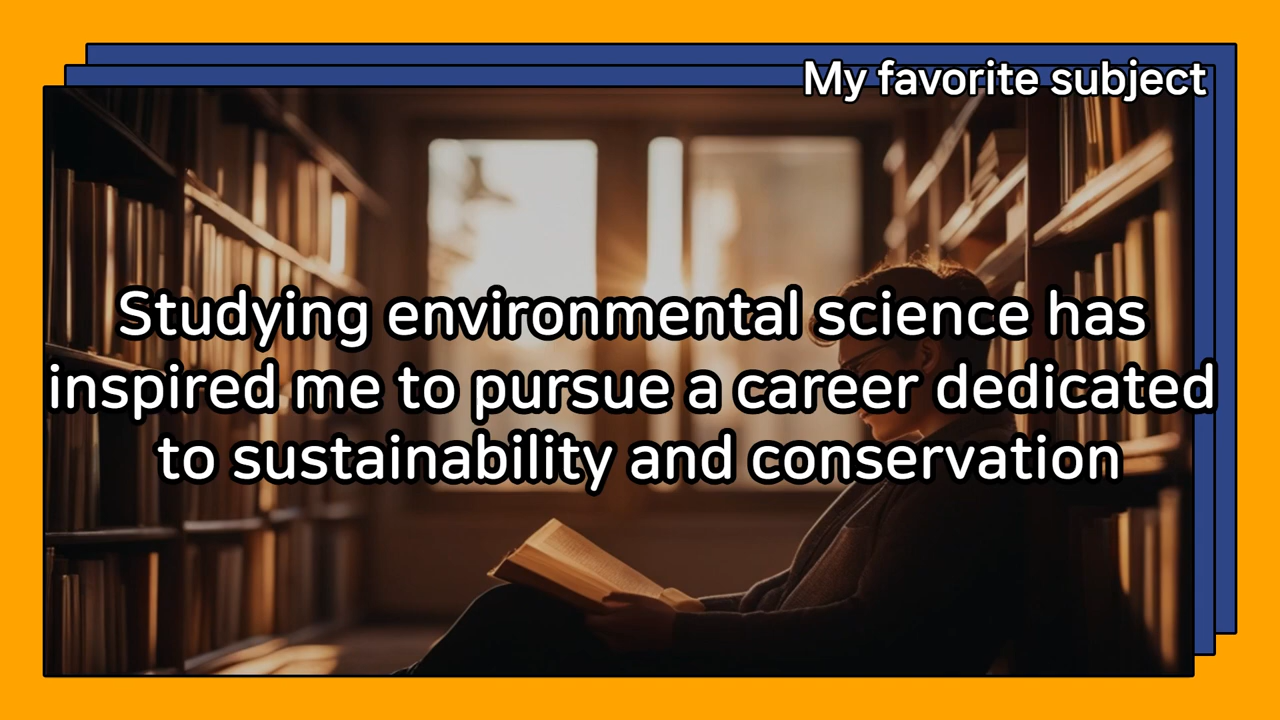 My favorite subject
Studying environmental science has
inspired me to pursue a career dedicated
to sustainability and conservation